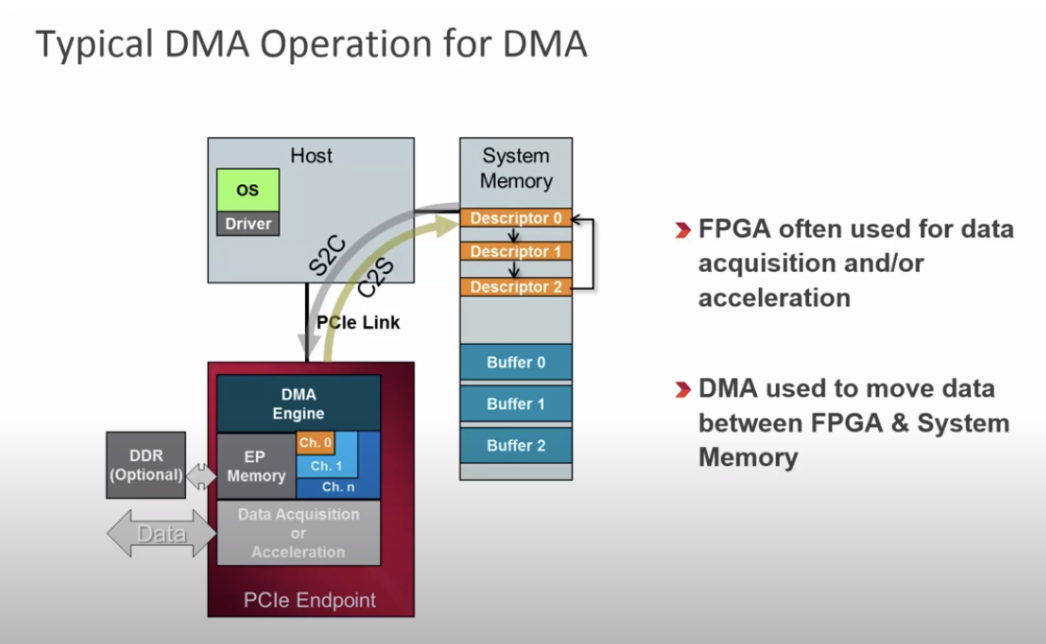 Typical DMA Operation for DMA
Host
OS
Driver
System
Memory
Descriptor 0
Descriptor 1
Descriptor 2
S2C
C2S
PCIe Link
Buffer 0
Buffer 1
Buffer 2
DMA
Engine
DDR
(Optional)
EP
Memory
Ch. 0
Ch. 1
Ch. n
Data
Data Acquisition
or
Acceleration
PCIe Endpoint
FPGA often used for data
acquisition and/or
acceleration
DMA used to move data
between FPGA & System
Memory